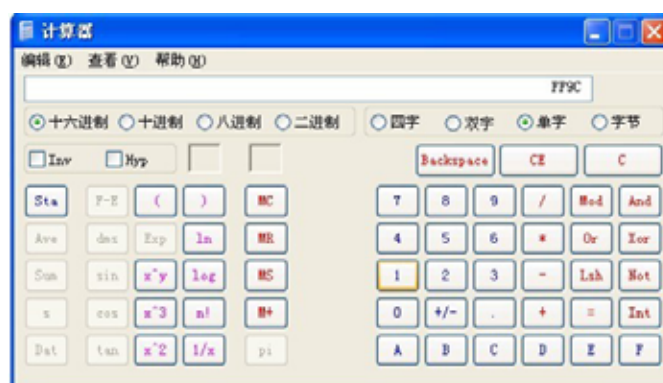 计算器
编辑(E) 查看(V) 帮助(H)
FF9C
十六进制 十进制 八进制 二进制 四字 双字 单字 字节
Inv Hyp Backspace CE C
Sta F-E ( ) MC 7 8 9 / Mod And
Ave dms Exp ln MR 4 5 6 * Or Xor
Sum sin x^y log MS 1 2 3 - Lsh Not
s cos x^3 n! M+ 0 +/- . + = Int
Dat tan x^2 1/x pi A B C D E F